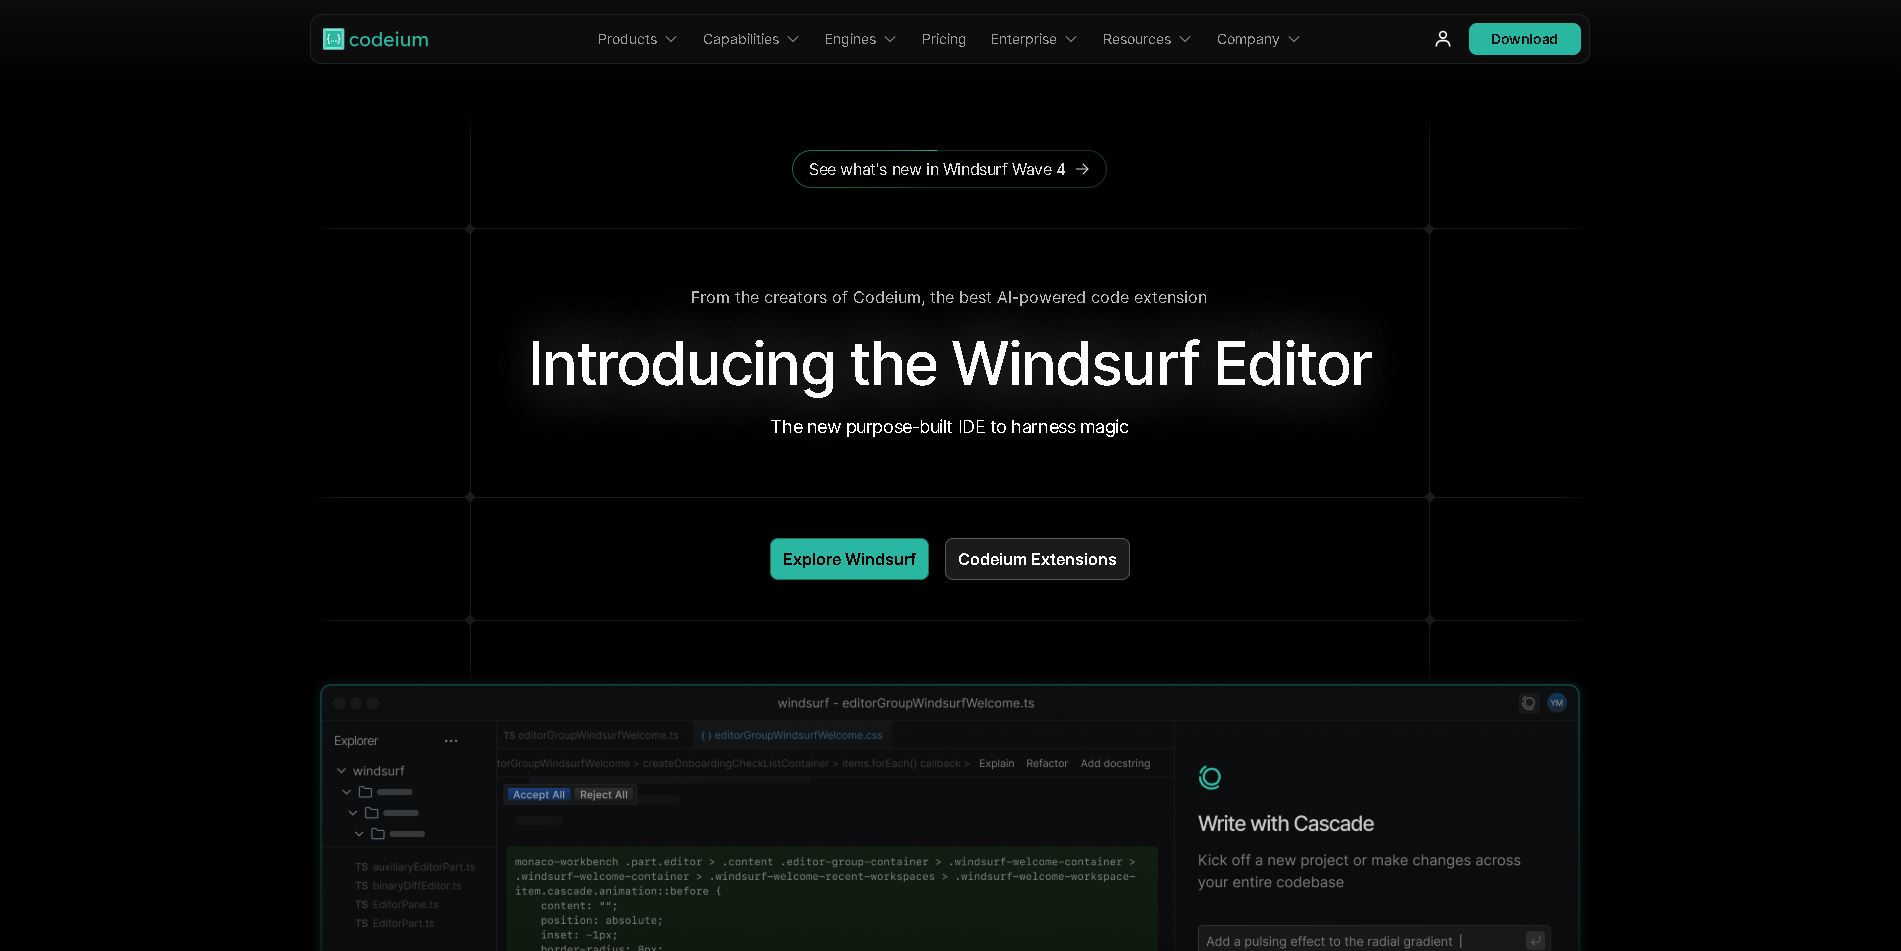 codeium
Products Capabilities Engines Pricing Enterprise Resources Company
Download
See what's new in Windsurf Wave 4 →
From the creators of Codeium, the best AI-powered code extension
Introducing the Windsurf Editor
The new purpose-built IDE to harness magic
Explore Windsurf
Codeium Extensions
windsurf - editorGroupWindsurfWelcome.ts
YM
Explorer ...
windsurf
TS auxiliaryEditorPart.ts
TS binaryDiffEditor.ts
TS EditorPane.ts
TS EditorPart.ts
TS editorGroupWindsurfWelcome.ts
{ } editorGroupWindsurfWelcome.css
torGroupWindsurfWelcome > createOnboardingCheckListContainer > items.forEach() callback > Explain Refactor Add docstring
Accept All Reject All
monaco-workbench .part.editor > .content .editor-group-container > .windsurf-welcome-container >
.windsurf-welcome-container > .windsurf-welcome-recent-workspaces > .windsurf-welcome-workspace-
item.cascade.animation::before {
content: "";
position: absolute;
inset: -1px;
border-radius: 8px;
Write with Cascade
Kick off a new project or make changes across
your entire codebase
Add a pulsing effect to the radial gradient